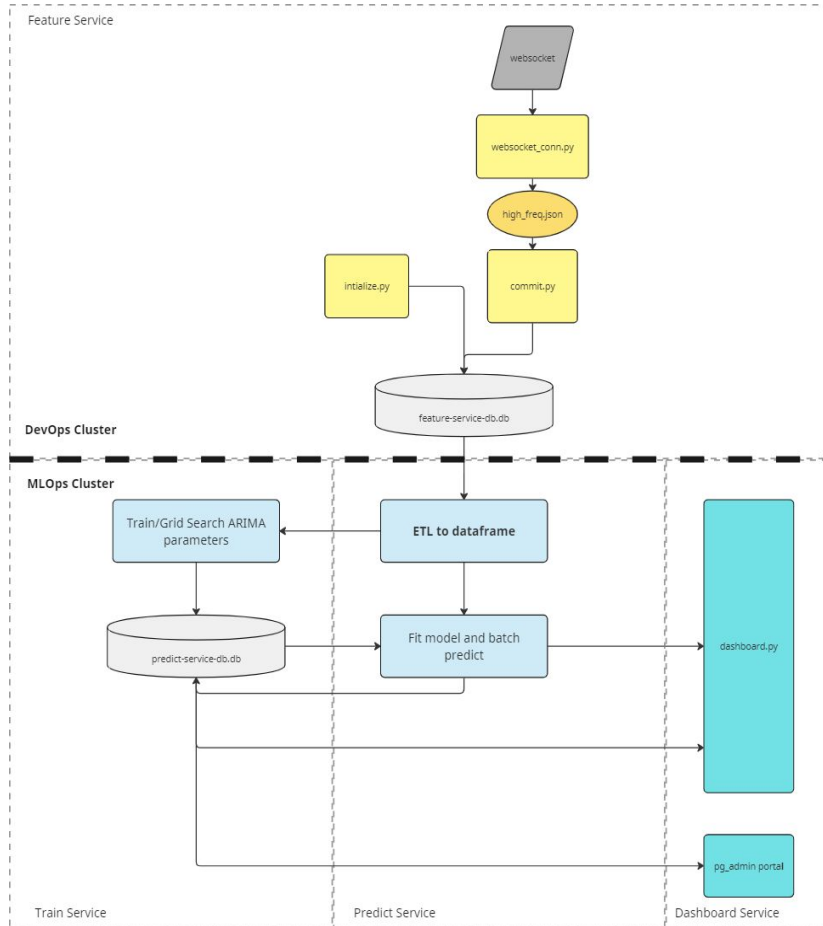 Feature Service
websocket
websocket_conn.py
high_freq.json
intialize.py
commit.py
feature-service-db.db
DevOps Cluster
MLOps Cluster
Train/Grid Search ARIMA
parameters
ETL to dataframe
predict-service-db.db
Fit model and batch
predict
dashboard.py
pg_admin portal
Train Service
Predict Service
Dashboard Service